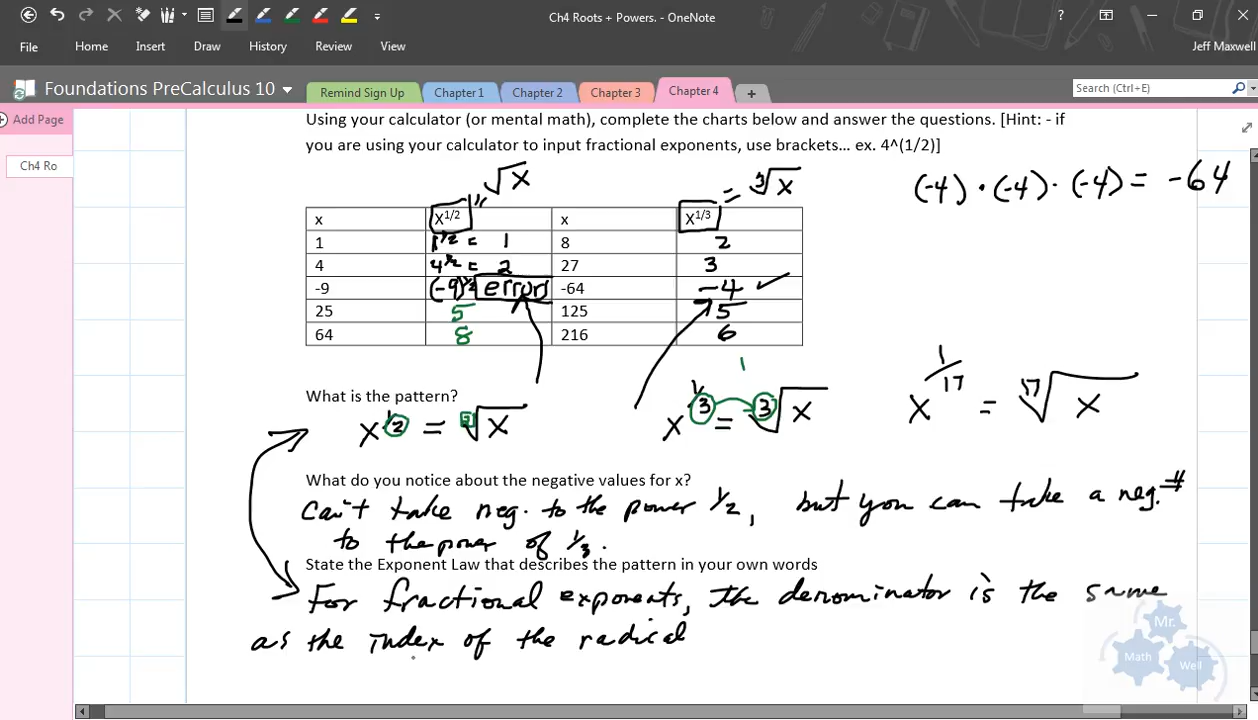 Ch4 Roots + Powers. - OneNote
File Home Insert Draw History Review View
Jeff Maxwell
Foundations PreCalculus 10
Remind Sign Up Chapter 1 Chapter 2 Chapter 3 Chapter 4 +
Search (Ctrl+E)
Add Page
Ch4 Ro
Using your calculator (or mental math), complete the charts below and answer the questions. [Hint: - if
you are using your calculator to input fractional exponents, use brackets... ex. 4^(1/2)]
= √x
= ³√x
(-4) · (-4) · (-4) = -64
x x^1/2 x x^1/3
1 1^1/2 = 1 8 2
4 4^1/2 = 2 27 3
-9 (-9)^1/2 errors -64 -4 ✓
25 5 125 5
64 8 216 6
What is the pattern?
x^1/2 = ²√x
x^1/3 = ³√x
x^1/17 = ¹⁷√x
What do you notice about the negative values for x?
can't take neg. to the power 1/2, but you can take a neg. #
to the power of 1/3.
State the Exponent Law that describes the pattern in your own words
For fractional exponents, the denominator is the same
as the index of the radical
Mr.
Math Well